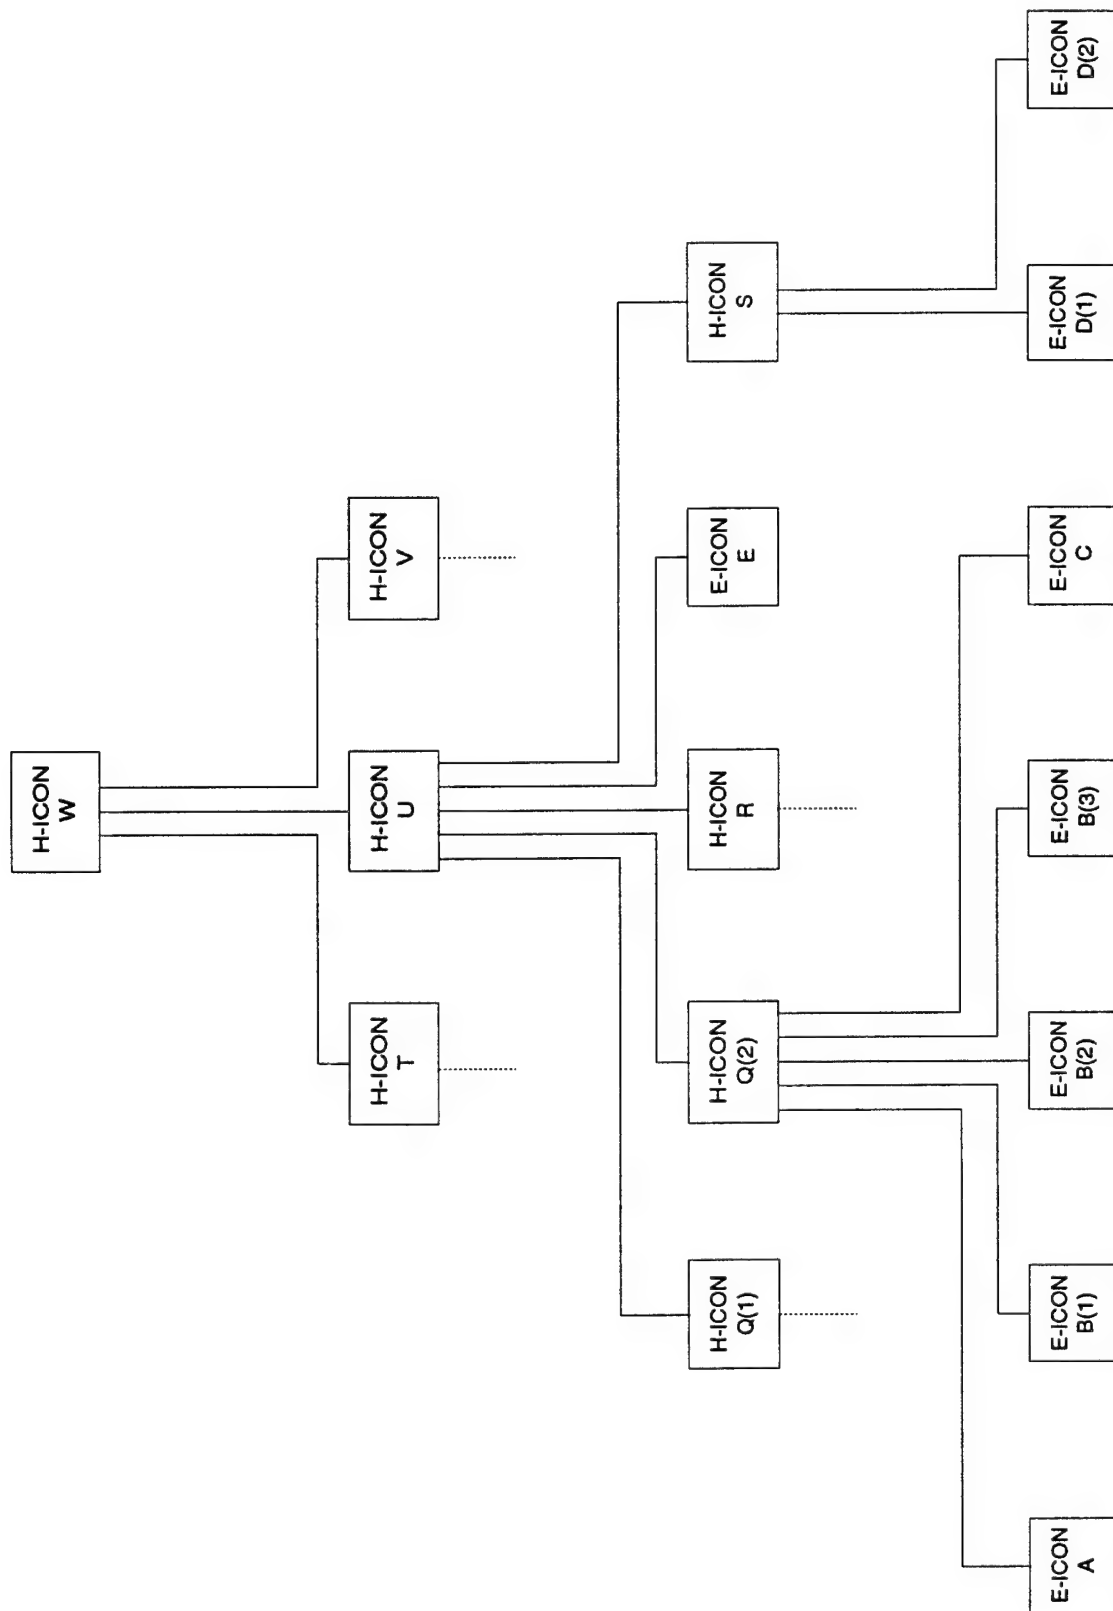 H-ICON
W
H-ICON
T
H-ICON
U
H-ICON
V
H-ICON
Q(1)
H-ICON
Q(2)
H-ICON
R
E-ICON
E
H-ICON
S
E-ICON
A
E-ICON
B(1)
E-ICON
B(2)
E-ICON
B(3)
E-ICON
C
E-ICON
D(1)
E-ICON
D(2)